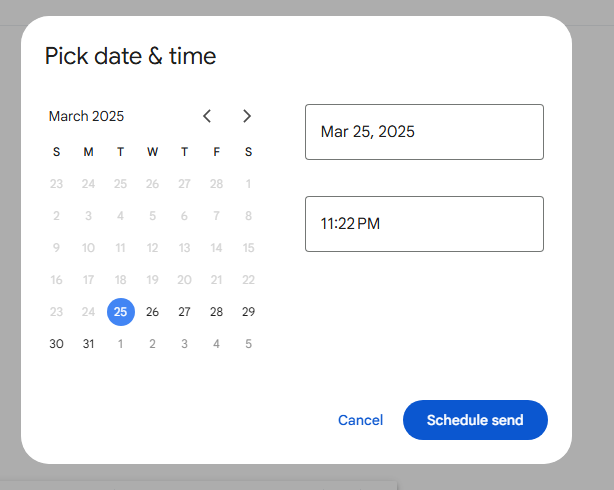 Pick date & time
March 2025
S M T W T F S
23 24 25 26 27 28 1
2 3 4 5 6 7 8
9 10 11 12 13 14 15
16 17 18 19 20 21 22
23 24 25 26 27 28 29
30 31 1 2 3 4 5
Mar 25, 2025
11:22 PM
Cancel Schedule send